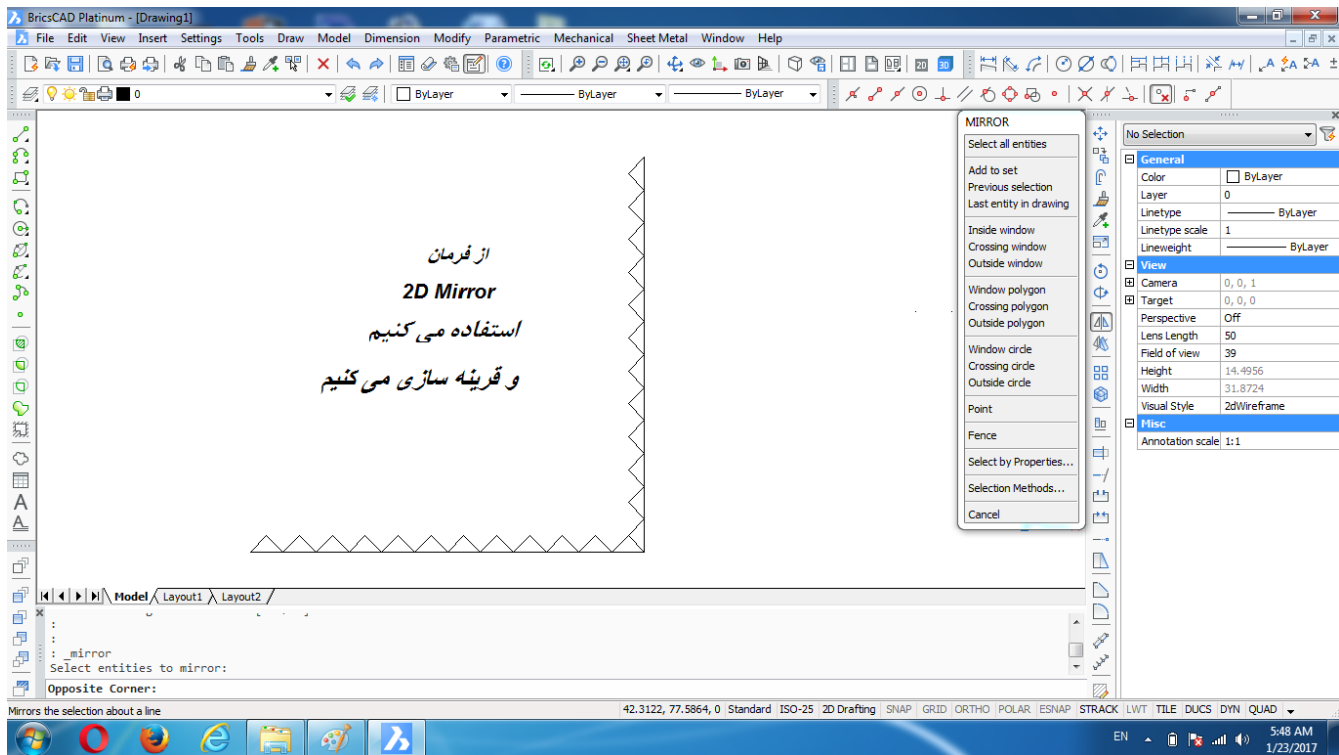 BricsCAD Platinum - [Drawing1]
File Edit View Insert Settings Tools Draw Model Dimension Modify Parametric Mechanical Sheet Metal Window Help
0 ByLayer ByLayer ByLayer
از فرمان
2D Mirror
استفاده می کنیم
و قرینه سازی می کنیم
MIRROR
Select all entities
Add to set
Previous selection
Last entity in drawing
Inside window
Crossing window
Outside window
Window polygon
Crossing polygon
Outside polygon
Window circle
Crossing circle
Outside circle
Point
Fence
Select by Properties...
Selection Methods...
Cancel
No Selection
General
Color ByLayer
Layer 0
Linetype ByLayer
Linetype scale 1
Lineweight ByLayer
View
Camera 0, 0, 1
Target 0, 0, 0
Perspective Off
Lens Length 50
Field of view 39
Height 14.4956
Width 31.8724
Visual Style 2dWireframe
Misc
Annotation scale 1:1
Model Layout1 Layout2
:
:
: _mirror
Select entities to mirror:
Opposite Corner:
Mirrors the selection about a line 42.3122, 77.5864, 0 Standard ISO-25 2D Drafting SNAP GRID ORTHO POLAR ESNAP STRACK LWT TILE DUCS DYN QUAD
EN 5:48 AM
1/23/2017